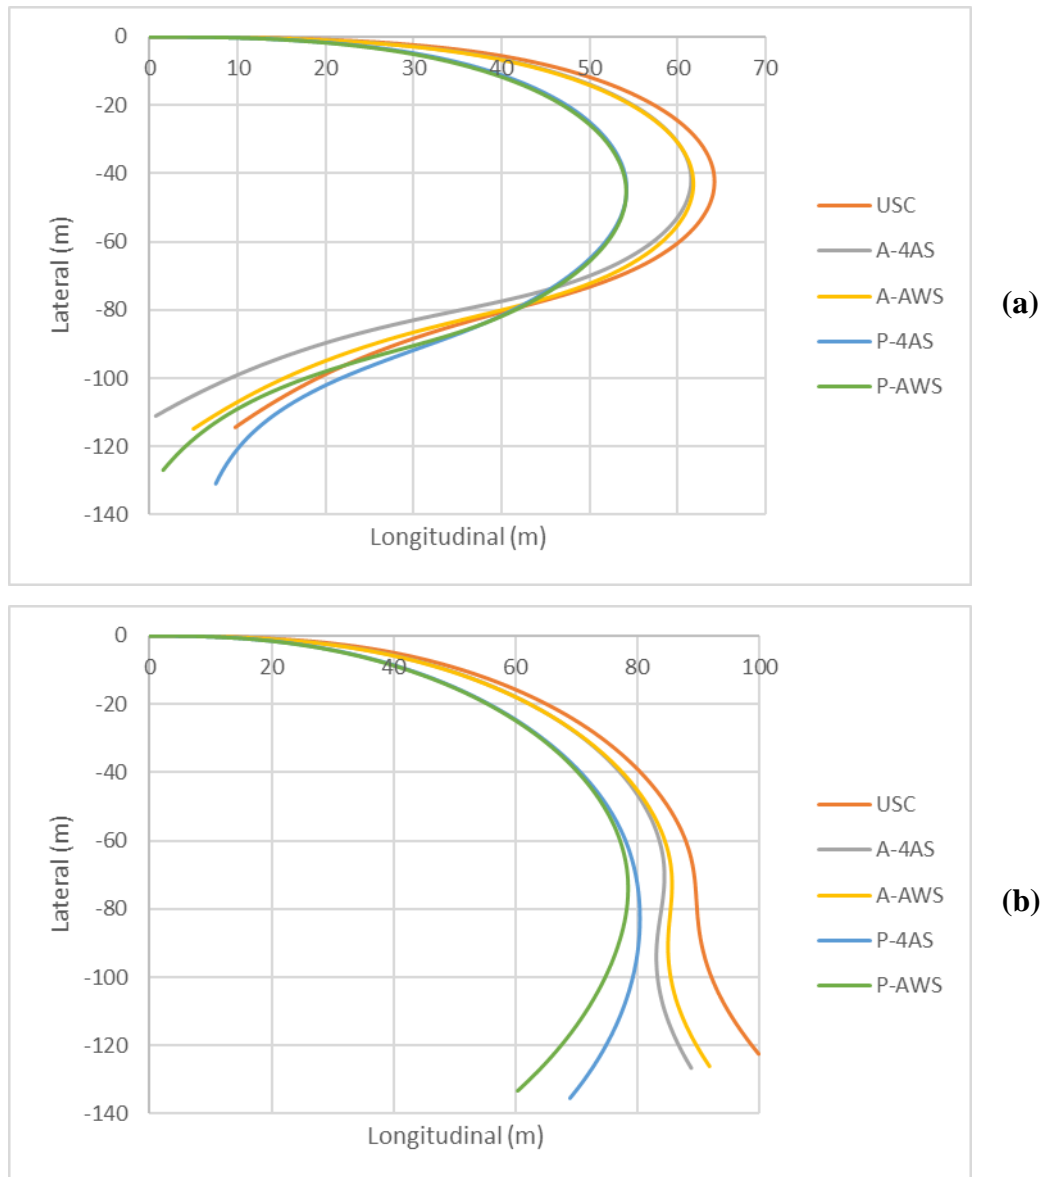 0
0 10 20 30 40 50 60 70
-20
-40
-60
-80
-100
-120
-140
Lateral (m)
Longitudinal (m)
USC
A-4AS
A-AWS
P-4AS
P-AWS
(a)
0
0 20 40 60 80 100
-20
-40
-60
-80
-100
-120
-140
Lateral (m)
Longitudinal (m)
USC
A-4AS
A-AWS
P-4AS
P-AWS
(b)